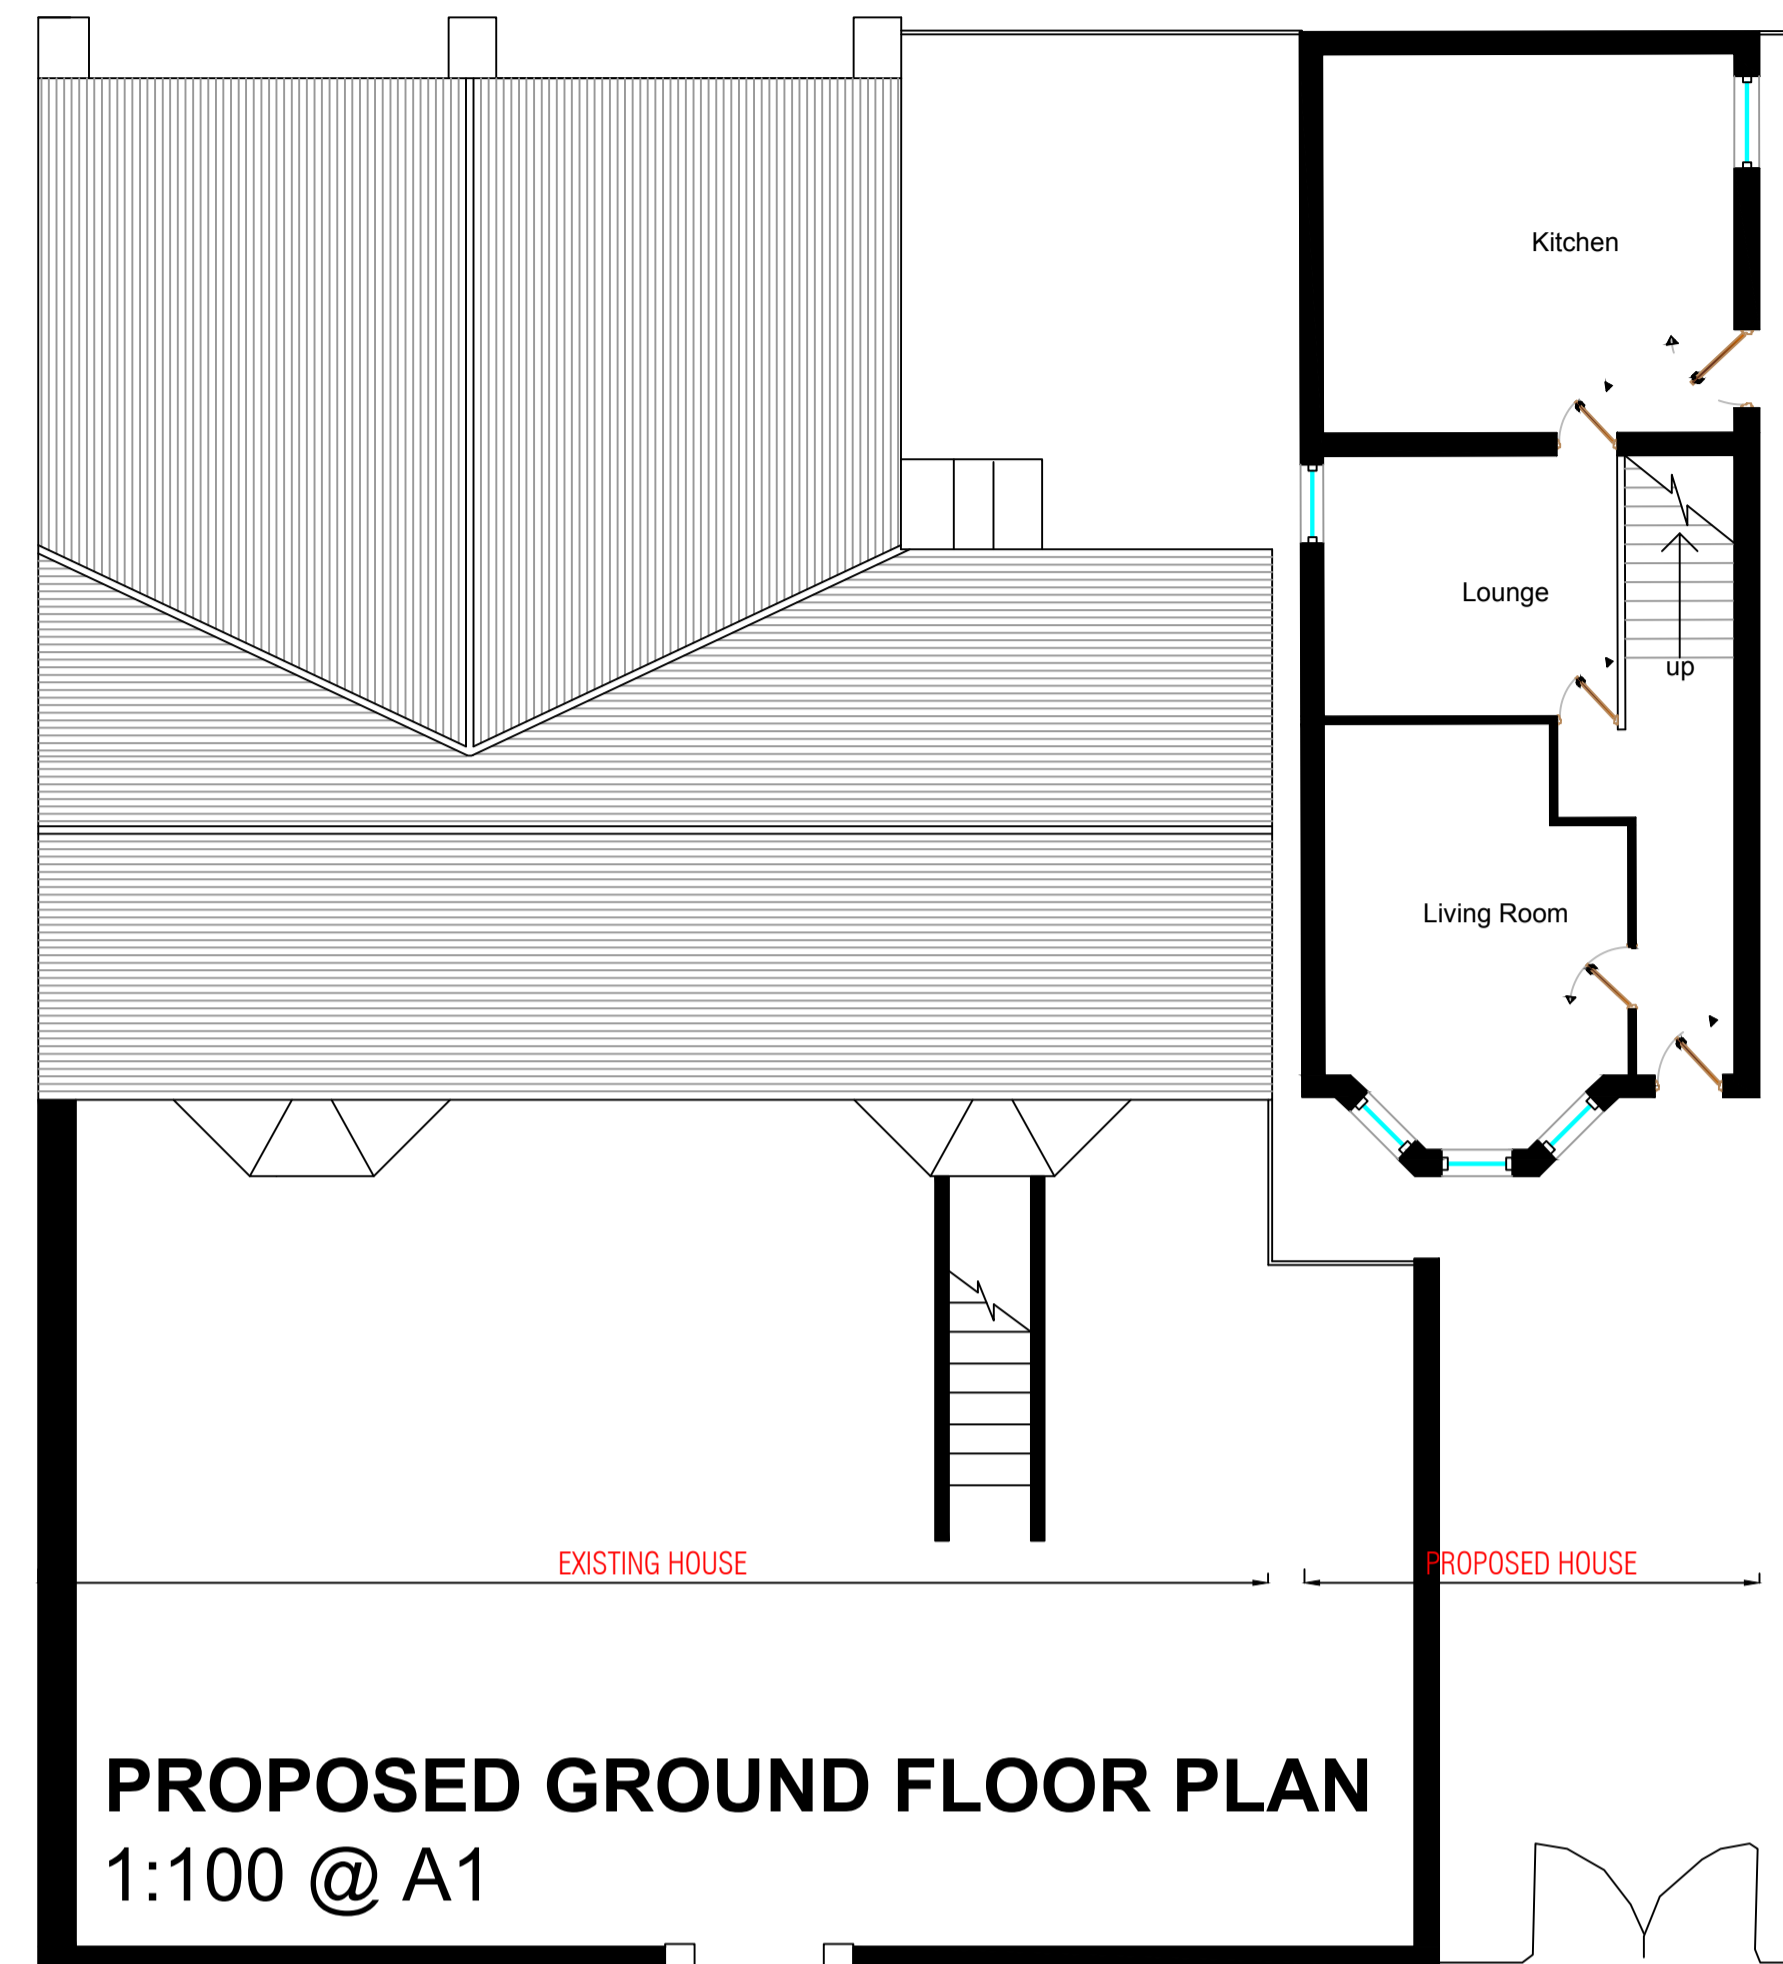 Kitchen
Lounge
up
Living Room
EXISTING HOUSE
PROPOSED HOUSE
PROPOSED GROUND FLOOR PLAN
1:100 @ A1